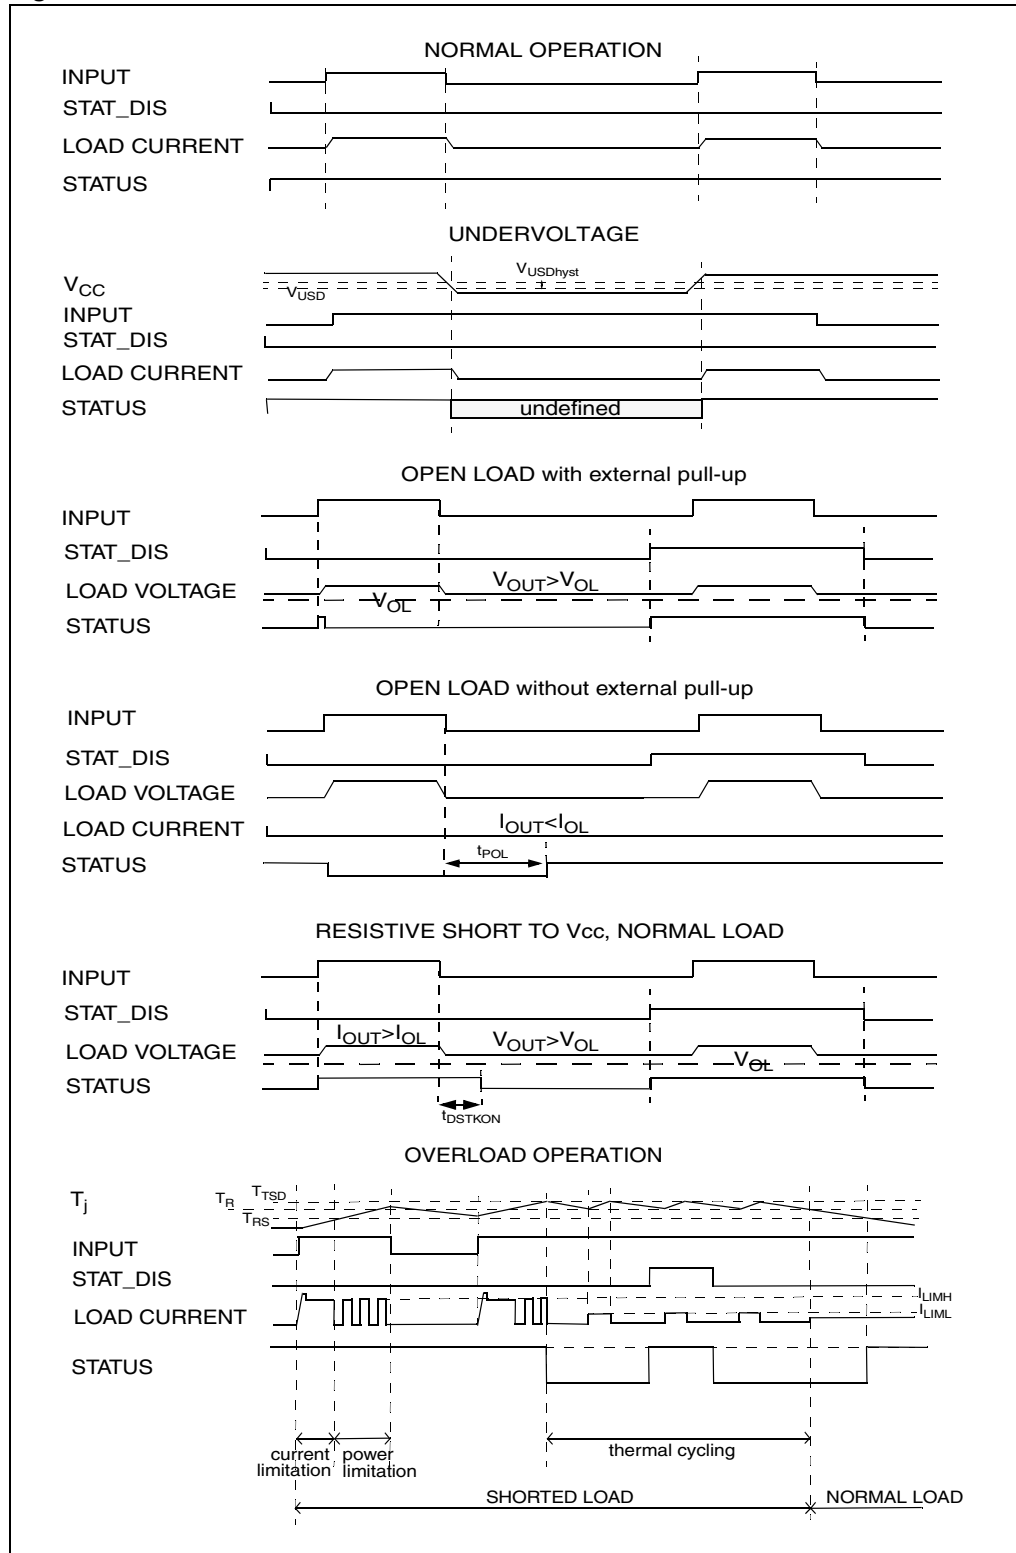 NORMAL OPERATION
INPUT
STAT_DIS
LOAD CURRENT
STATUS
UNDERVOLTAGE
VUSDhyst
VCC
VUSD
INPUT
STAT_DIS
LOAD CURRENT
STATUS
undefined
OPEN LOAD with external pull-up
INPUT
STAT_DIS
LOAD VOLTAGE
VOUT>VOL
VOL
STATUS
OPEN LOAD without external pull-up
INPUT
STAT_DIS
LOAD VOLTAGE
LOAD CURRENT
IOUT<IOL
STATUS
tPOL
RESISTIVE SHORT TO Vcc, NORMAL LOAD
INPUT
STAT_DIS
IOUT>IOL
VOUT>VOL
LOAD VOLTAGE
VOL
STATUS
tDSTKON
OVERLOAD OPERATION
Tj
TR
TTSD
TRS
INPUT
STAT_DIS
LOAD CURRENT
ILIMH
ILIML
STATUS
current limitation
power limitation
thermal cycling
SHORTED LOAD
NORMAL LOAD